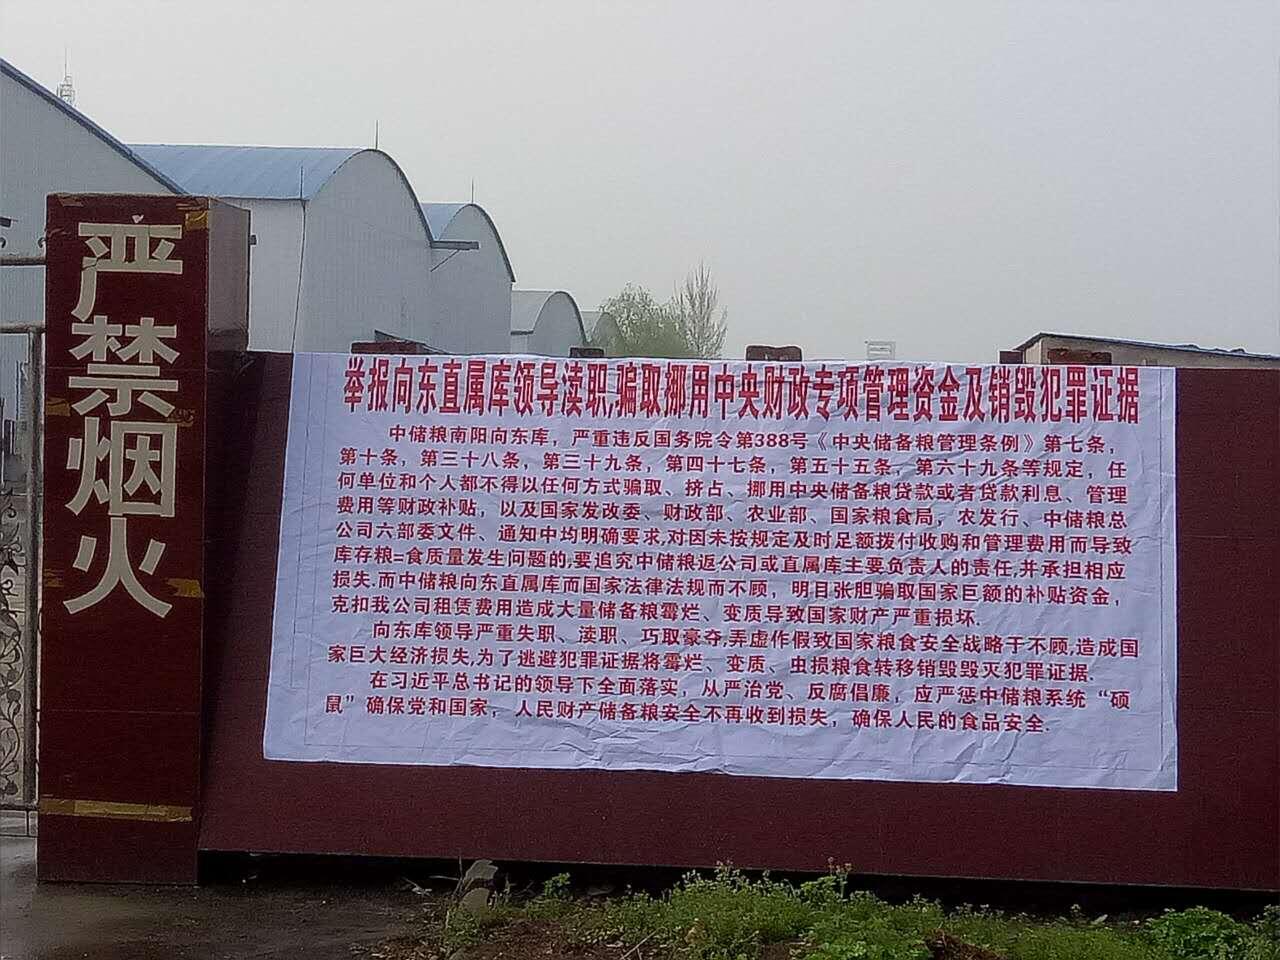 严禁烟火
举报向东直属库领导渎职,骗取挪用中央财政专项管理资金及销毁犯罪证据
中储粮南阳向东库，严重违反国务院令第388号《中央储备粮管理条例》第七条，
第十条，第三十八条，第三十九条，第四十七条，第五十五条，第六十九条等规定，任
何单位和个人都不得以任何方式骗取、挤占、挪用中央储备粮贷款或者贷款利息、管理
费用等财政补贴，以及国家发改委、财政部、农业部、国家粮食局，农发行、中储粮总
公司六部委文件、通知中均明确要求,对因未按规定及时足额拨付收购和管理费用而导致
库存粮=食质量发生问题的,要追究中储粮返公司或直属库主要负责人的责任,并承担相应
损失.而中储粮向东直属库而国家法律法规而不顾，明目张胆骗取国家巨额的补贴资金，
克扣我公司租赁费用造成大量储备粮霉烂、变质导致国家财产严重损坏.
向东库领导严重失职、渎职、巧取豪夺,弄虚作假致国家粮食安全战略于不顾,造成国
家巨大经济损失,为了逃避犯罪证据将霉烂、变质、虫损粮食转移销毁毁灭犯罪证据.
在习近平总书记的领导下全面落实，从严治党、反腐倡廉，应严惩中储粮系统“硕
鼠”确保党和国家， 人民财产储备粮安全不再收到损失，确保人民的食品安全.